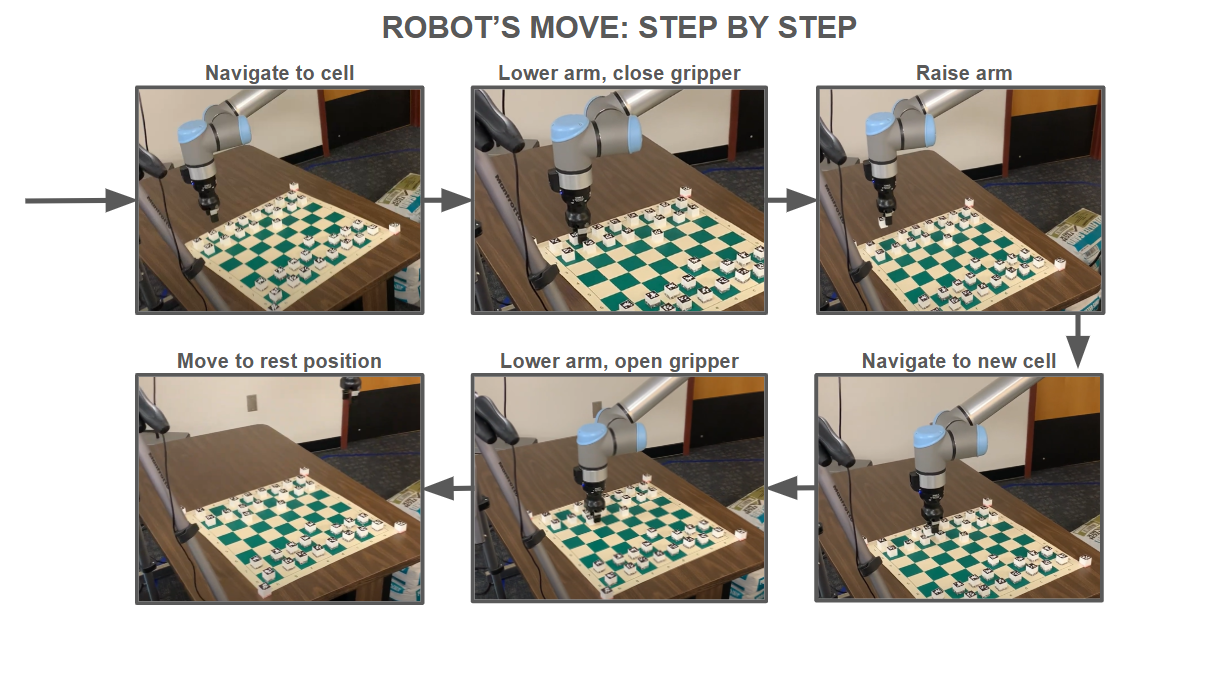 ROBOT'S MOVE: STEP BY STEP
Navigate to cell
Lower arm, close gripper
Raise arm
Navigate to new cell
Lower arm, open gripper
Move to rest position